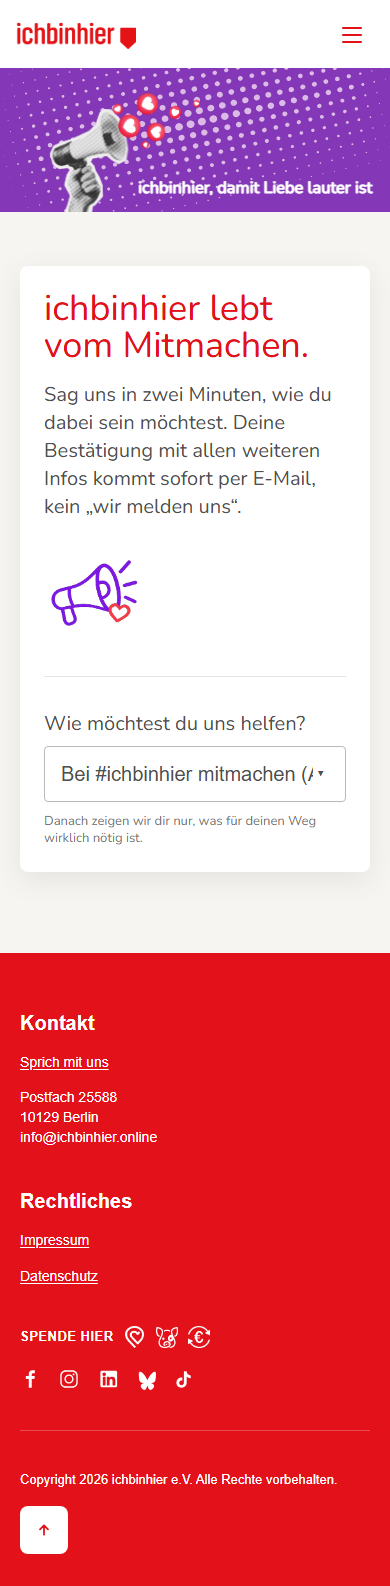 ichbinhier
ichbinhier, damit Liebe lauter ist
ichbinhier lebt
vom Mitmachen.
Sag uns in zwei Minuten, wie du
dabei sein möchtest. Deine
Bestätigung mit allen weiteren
Infos kommt sofort per E-Mail,
kein „wir melden uns“.
Wie möchtest du uns helfen?
Bei #ichbinhier mitmachen (
Danach zeigen wir dir nur, was für deinen Weg
wirklich nötig ist.
Kontakt
Sprich mit uns
Postfach 25588
10129 Berlin
info@ichbinhier.online
Rechtliches
Impressum
Datenschutz
SPENDE HIER
Copyright 2026 ichbinhier e.V. Alle Rechte vorbehalten.